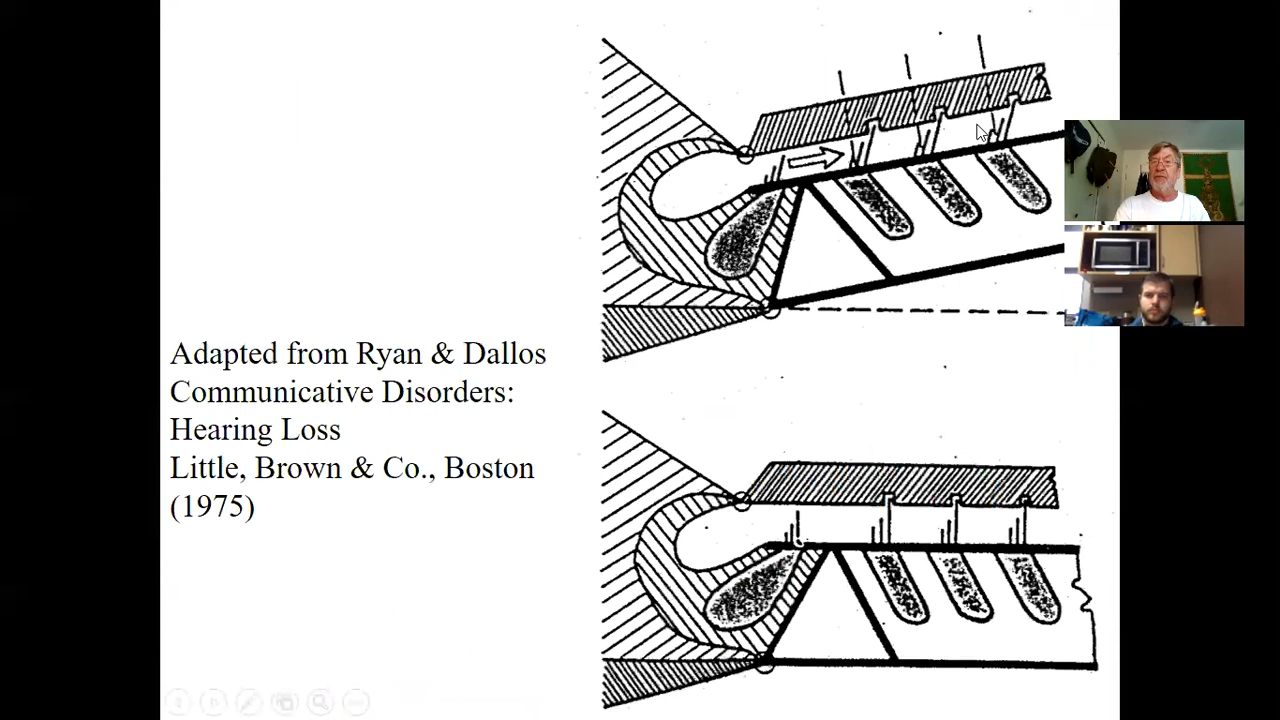 Adapted from Ryan & Dallos
Communicative Disorders:
Hearing Loss
Little, Brown & Co., Boston
(1975)